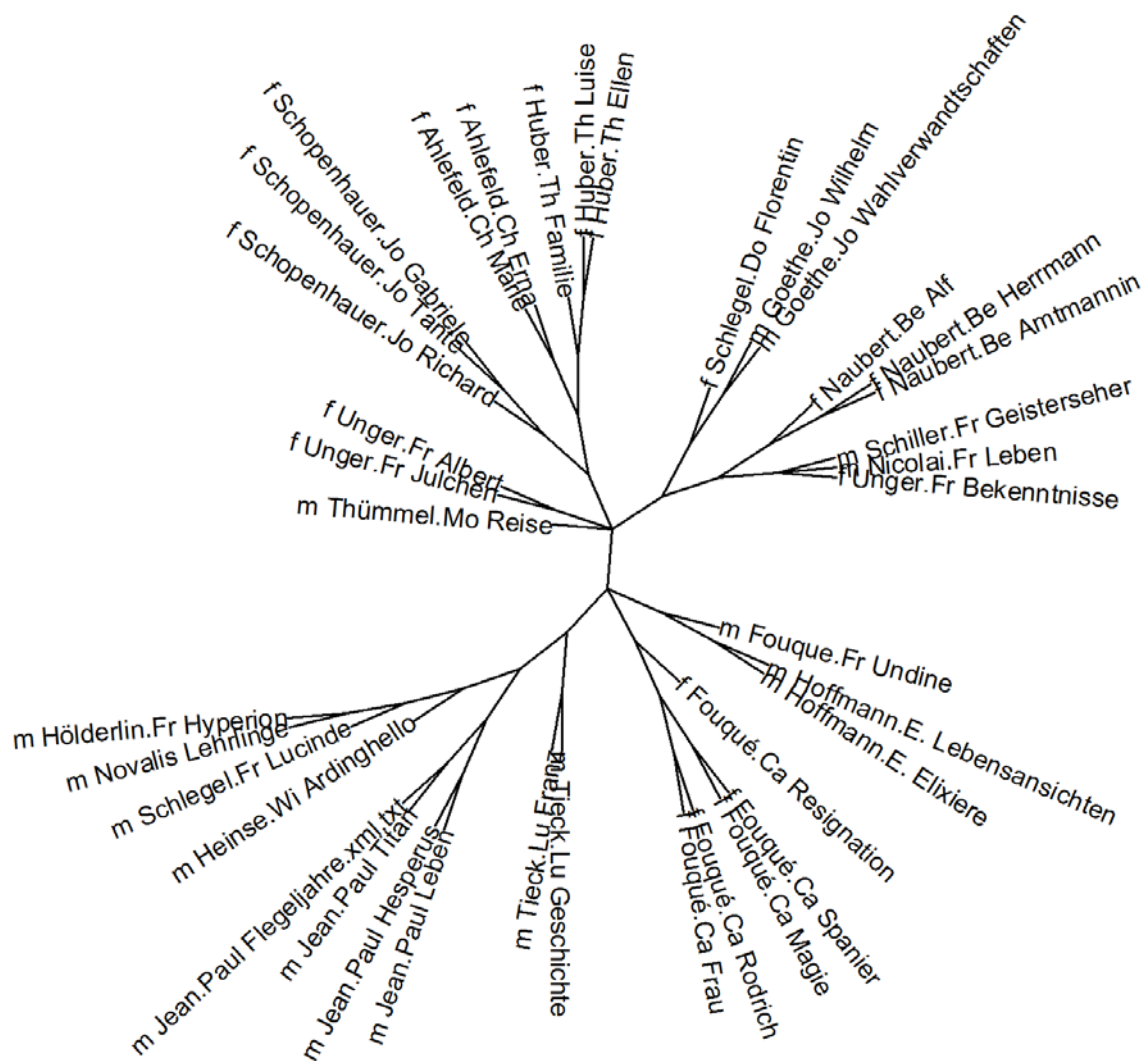 f Schopenhauer.Jo Gabriele
f Schopenhauer.Jo Tante
f Schopenhauer.Jo Richard
f Ahlefeld.Ch Erna
f Ahlefeld.Ch Marie
f Huber.Th Familie
f Huber.Th Luise
f Huber.Th Ellen
f Schlegel.Do Florentin
m Goethe.Jo Wilhelm
m Goethe.Jo Wahlverwandtschaften
f Naubert.Be Alf
f Naubert.Be Herrmann
f Naubert.Be Amtmannin
m Schiller.Fr Geisterseher
m Nicolai.Fr Leben
f Unger.Fr Bekenntnisse
f Unger.Fr Albert
f Unger.Fr Julchen
m Thümmel.Mo Reise
m Fouque.Fr Undine
m Hoffmann.E. Lebensansichten
m Hoffmann.E. Elixiere
f Fouqué.Ca Resignation
f Fouqué.Ca Spanier
f Fouqué.Ca Magie
f Fouqué.Ca Rodrich
f Fouqué.Ca Frau
m Tieck.Lu Geschichte
m Tieck.Lu Franz
m Jean.Paul Leben
m Jean.Paul Hesperus
m Jean.Paul Titan
m Jean.Paul Flegeljahre.xml.txt
m Heinse.Wi Ardinghello
m Schlegel.Fr Lucinde
m Novalis Lehrlinge
m Hölderlin.Fr Hyperion